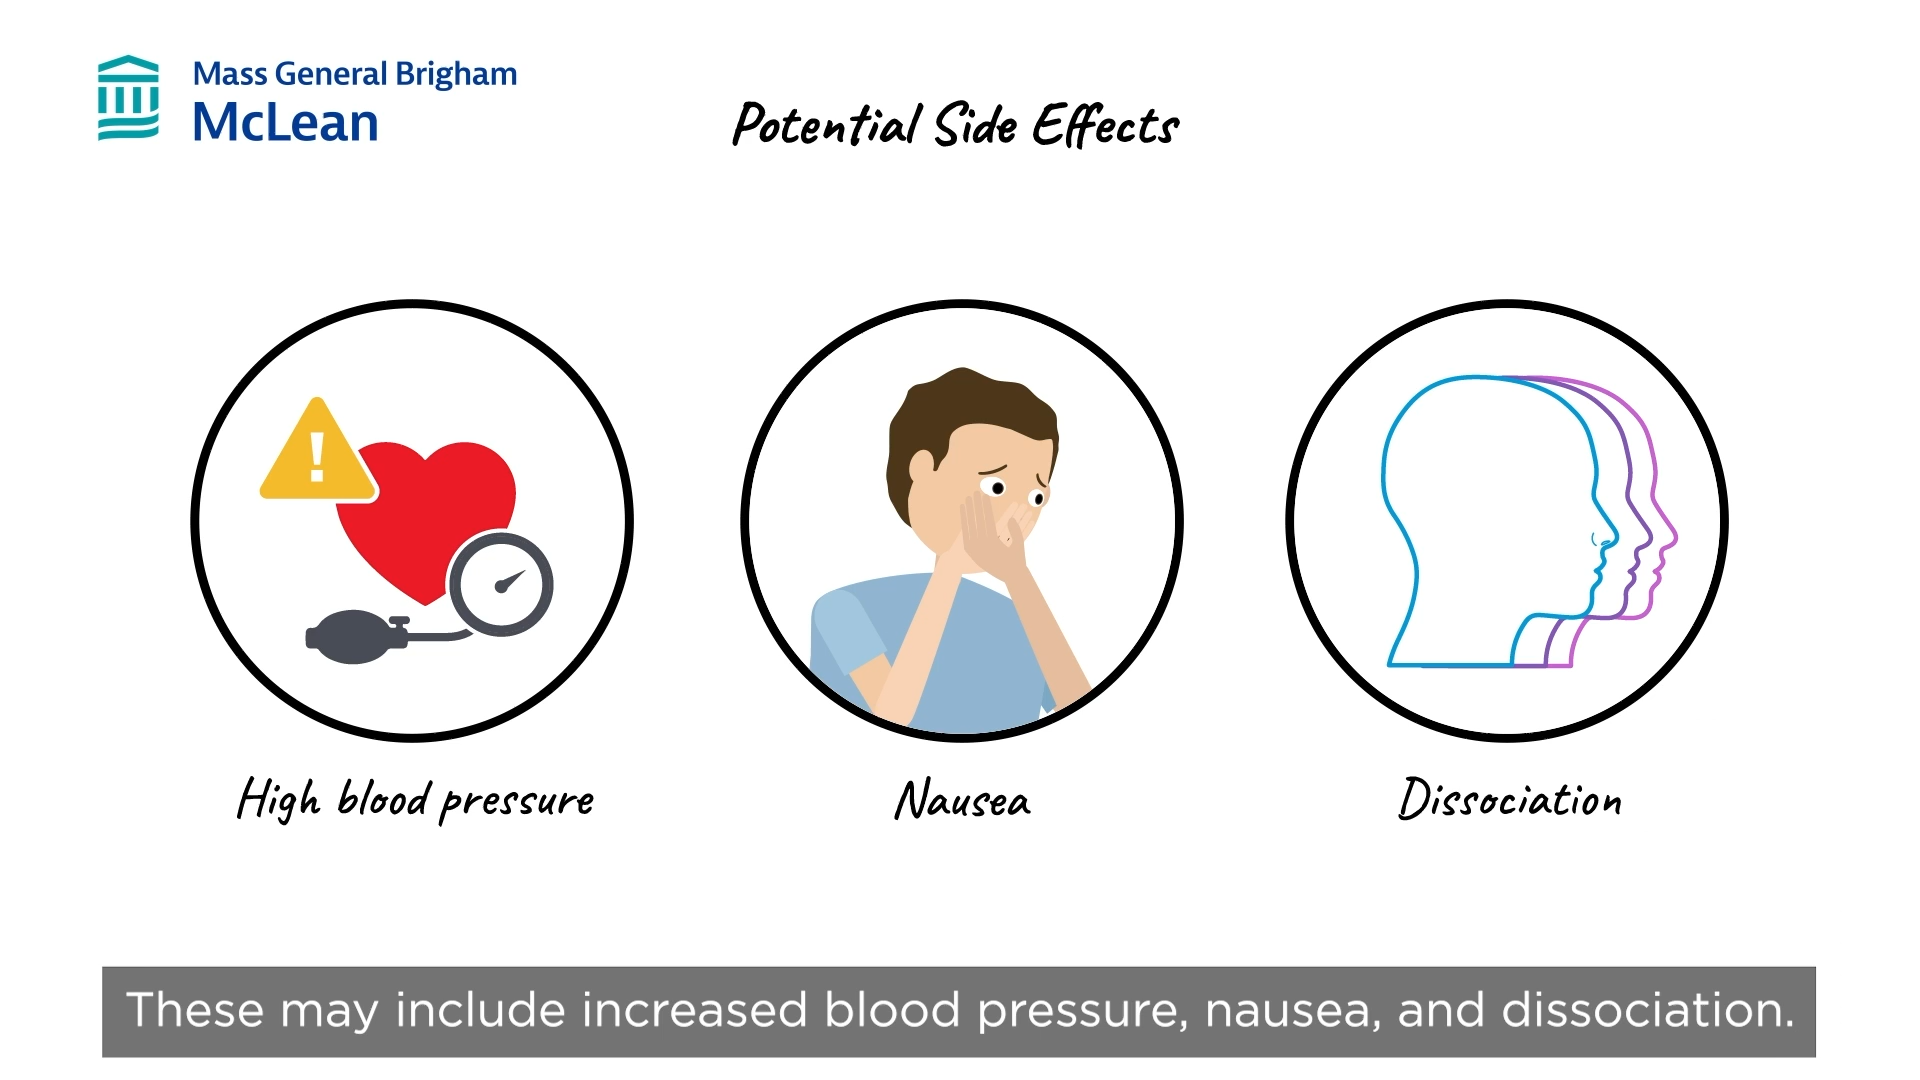 Mass General Brigham
McLean
Potential Side Effects
High blood pressure
Nausea
Dissociation
These may include increased blood pressure, nausea, and dissociation.